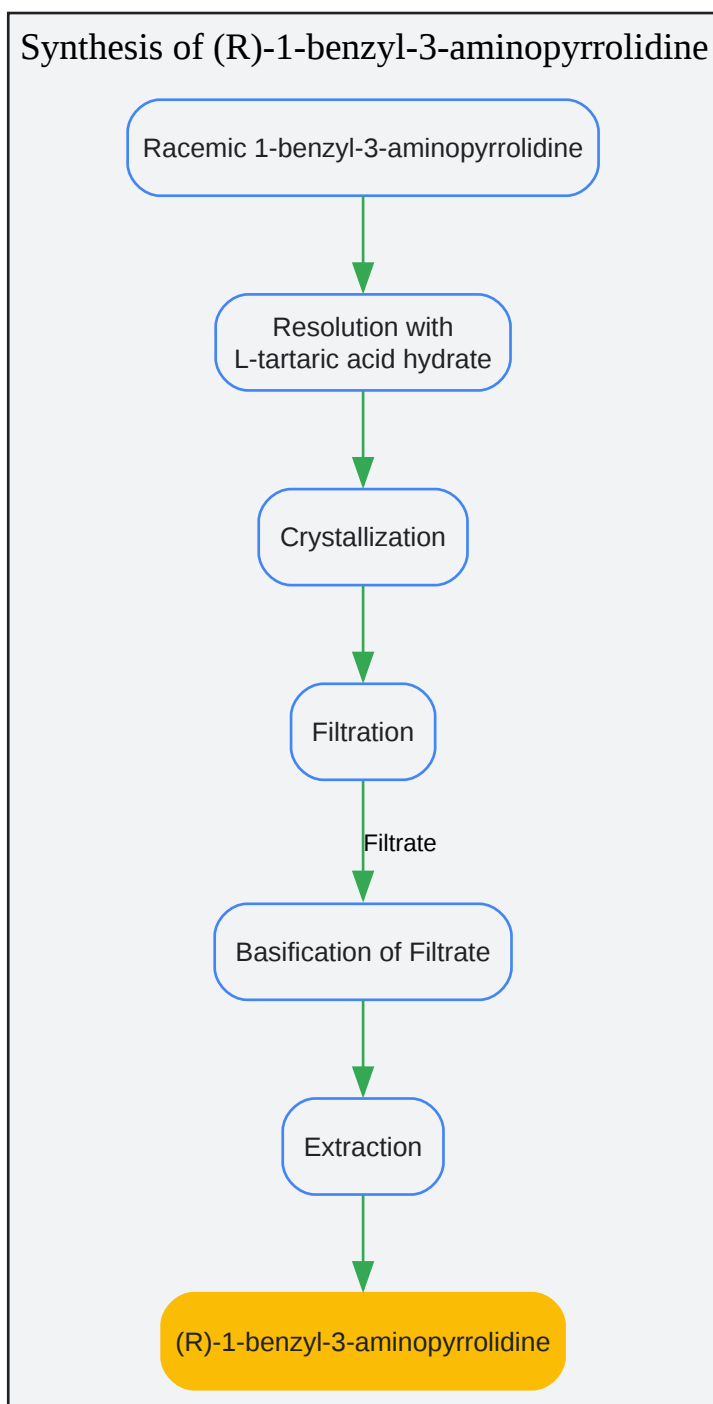 Synthesis of (R)-1-benzyl-3-aminopyrrolidine
Racemic 1-benzyl-3-aminopyrrolidine
Resolution with
L-tartaric acid hydrate
Crystallization
Filtration
Filtrate
Basification of Filtrate
Extraction
(R)-1-benzyl-3-aminopyrrolidine